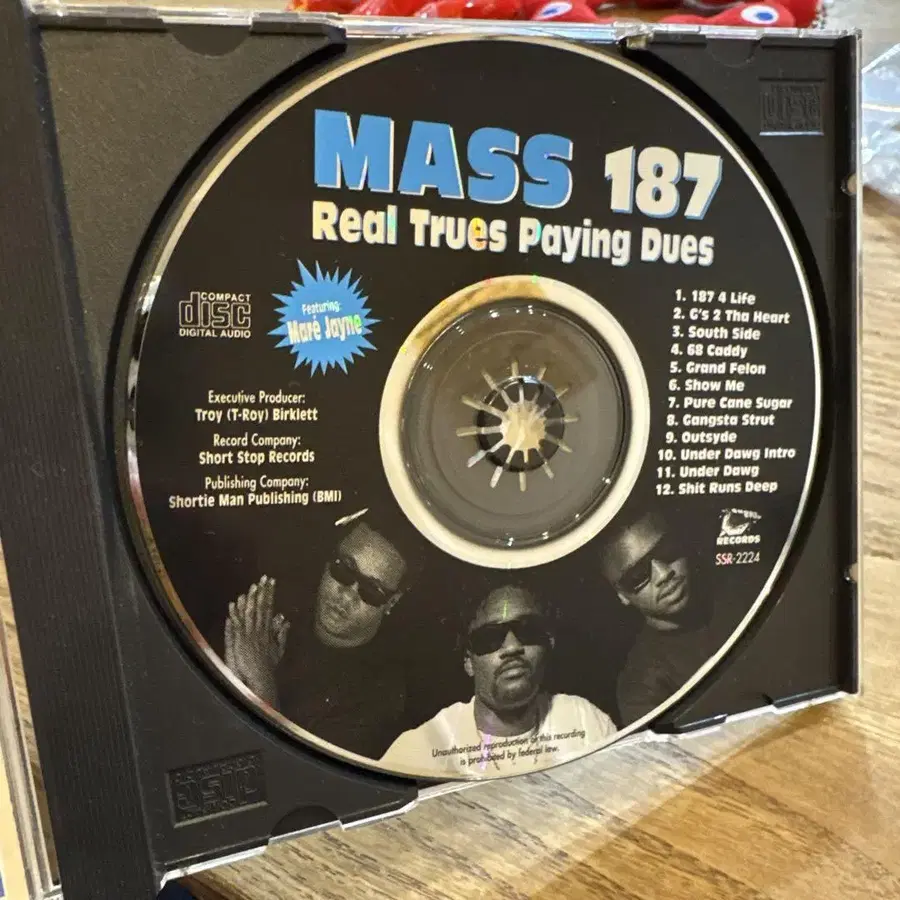 MASS 187
Real Trues Paying Dues
COMPACT
disc
DIGITAL AUDIO
Featuring:
Maré Jayne
Executive Producer:
Troy (T-Roy) Birklett
Record Company:
Short Stop Records
Publishing Company:
Shortie Man Publishing (BMI)
1. 187 4 Life
2. G's 2 Tha Heart
3. South Side
4. 68 Caddy
5. Grand Felon
6. Show Me
7. Pure Cane Sugar
8. Gangsta Strut
9. Outsyde
10. Under Dawg Intro
11. Under Dawg
12. Shit Runs Deep
RECORDS
SSR-2224
Unauthorized reproduction of this recording
is prohibited by federal law.
disc